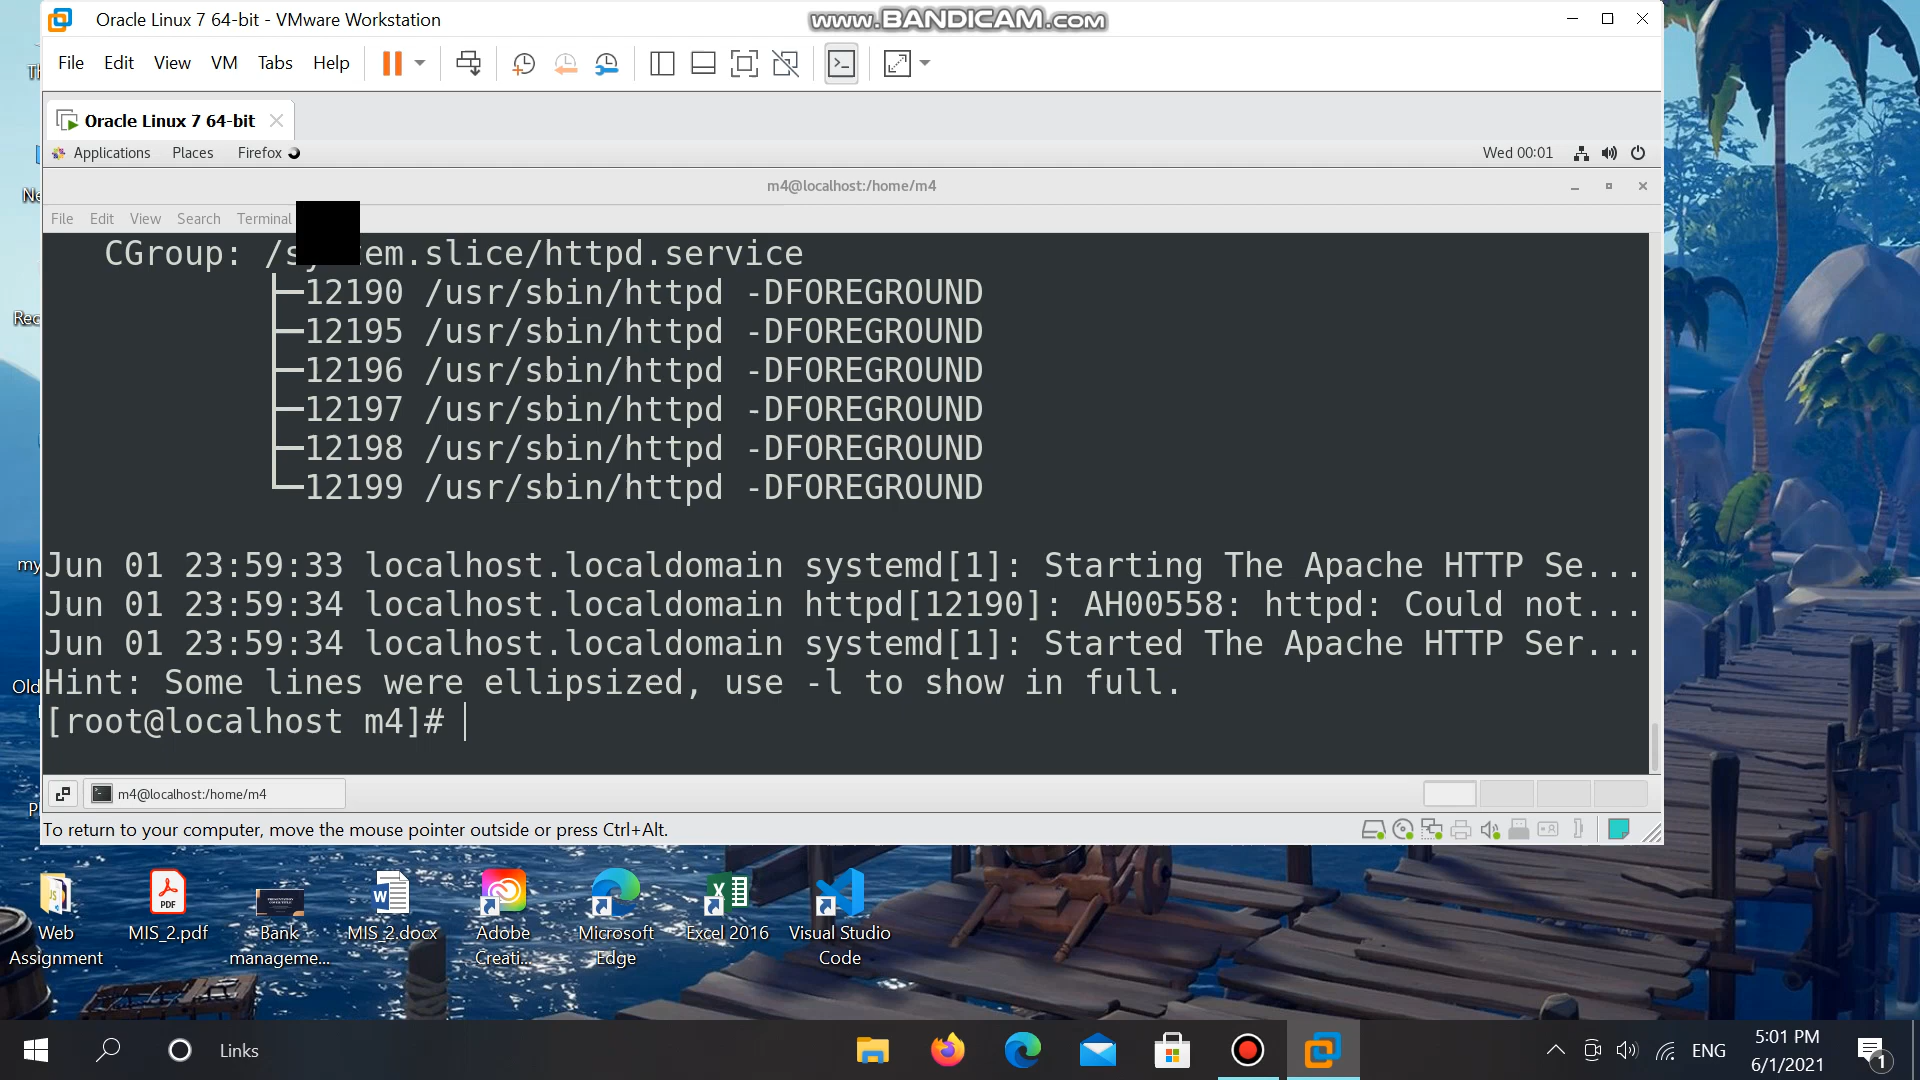 Oracle Linux 7 64-bit - VMware Workstation
www.BANDICAM.com
File Edit View VM Tabs Help
Oracle Linux 7 64-bit
Applications Places Firefox
Wed 00:01
m4@localhost:/home/m4
File Edit View Search Terminal
CGroup: /s em.slice/httpd.service
├─12190 /usr/sbin/httpd -DFOREGROUND
├─12195 /usr/sbin/httpd -DFOREGROUND
├─12196 /usr/sbin/httpd -DFOREGROUND
├─12197 /usr/sbin/httpd -DFOREGROUND
├─12198 /usr/sbin/httpd -DFOREGROUND
└─12199 /usr/sbin/httpd -DFOREGROUND
Jun 01 23:59:33 localhost.localdomain systemd[1]: Starting The Apache HTTP Se...
Jun 01 23:59:34 localhost.localdomain httpd[12190]: AH00558: httpd: Could not...
Jun 01 23:59:34 localhost.localdomain systemd[1]: Started The Apache HTTP Ser...
Hint: Some lines were ellipsized, use -l to show in full.
[root@localhost m4]#
m4@localhost:/home/m4
To return to your computer, move the mouse pointer outside or press Ctrl+Alt.
Web Assignment
PDF
MIS_2.pdf
Bank manageme...
MIS_2.docx
Adobe Creati...
Microsoft Edge
Excel 2016
Visual Studio Code
Links
ENG
5:01 PM
6/1/2021
1